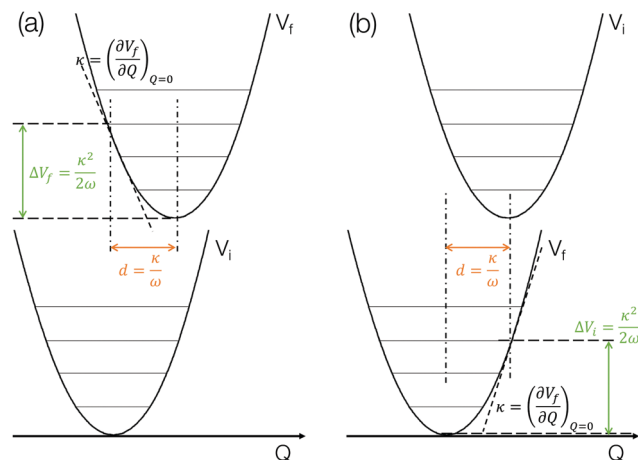 (a)
V_f
κ = (∂V_f/∂Q)_{Q=0}
ΔV_f = κ²/2ω
d = κ/ω
V_i
Q
(b)
V_i
V_f
d = κ/ω
ΔV_i = κ²/2ω
κ = (∂V_f/∂Q)_{Q=0}
Q